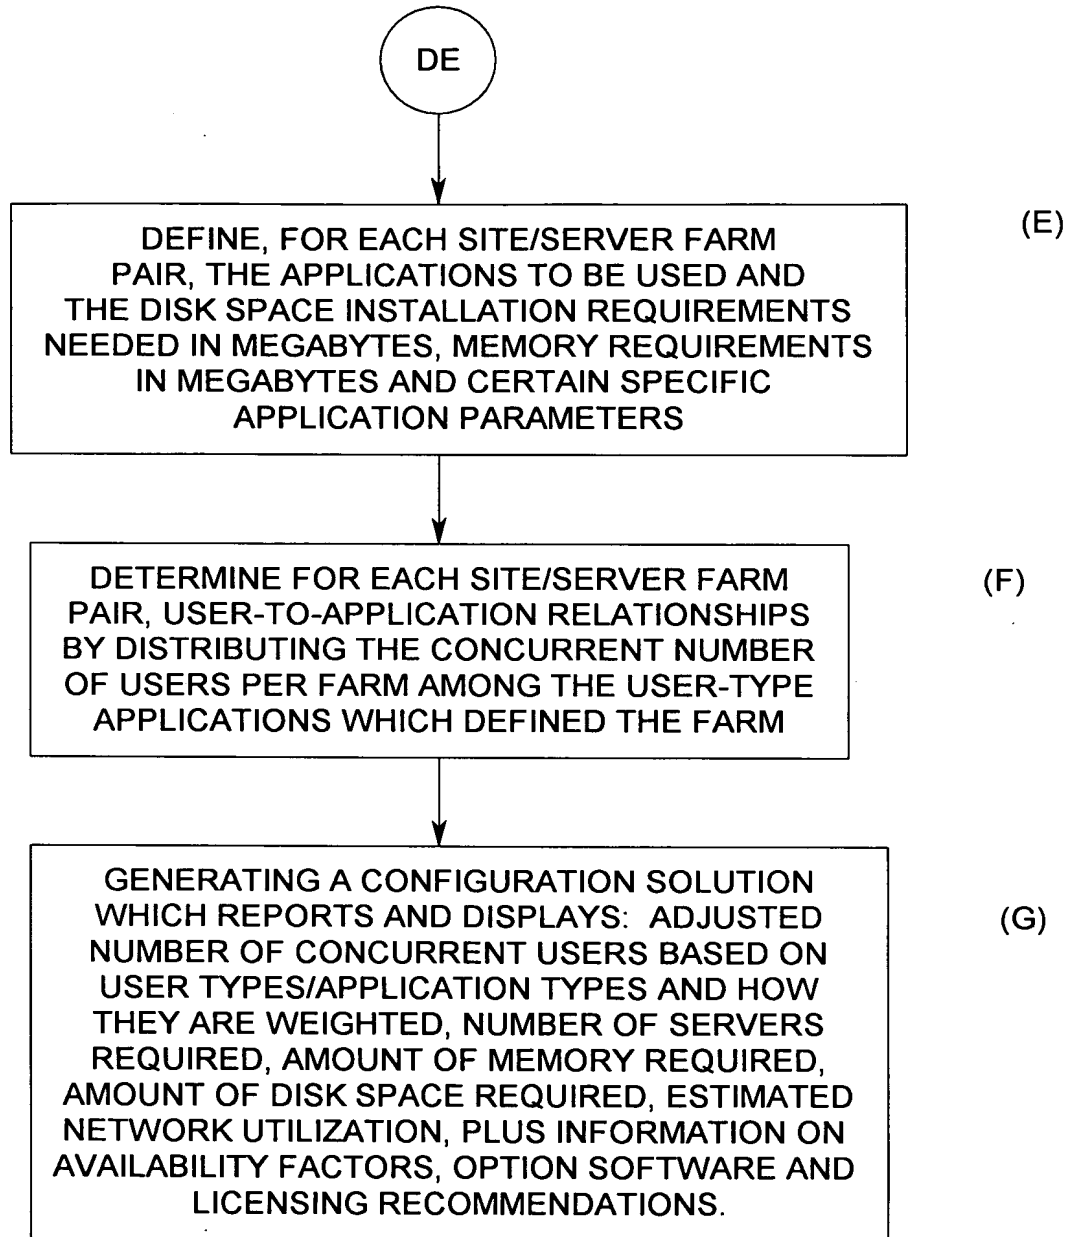 DE
(E)
DEFINE, FOR EACH SITE/SERVER FARM
PAIR, THE APPLICATIONS TO BE USED AND
THE DISK SPACE INSTALLATION REQUIREMENTS
NEEDED IN MEGABYTES, MEMORY REQUIREMENTS
IN MEGABYTES AND CERTAIN SPECIFIC
APPLICATION PARAMETERS
(F)
DETERMINE FOR EACH SITE/SERVER FARM
PAIR, USER-TO-APPLICATION RELATIONSHIPS
BY DISTRIBUTING THE CONCURRENT NUMBER
OF USERS PER FARM AMONG THE USER-TYPE
APPLICATIONS WHICH DEFINED THE FARM
(G)
GENERATING A CONFIGURATION SOLUTION
WHICH REPORTS AND DISPLAYS: ADJUSTED
NUMBER OF CONCURRENT USERS BASED ON
USER TYPES/APPLICATION TYPES AND HOW
THEY ARE WEIGHTED, NUMBER OF SERVERS
REQUIRED, AMOUNT OF MEMORY REQUIRED,
AMOUNT OF DISK SPACE REQUIRED, ESTIMATED
NETWORK UTILIZATION, PLUS INFORMATION ON
AVAILABILITY FACTORS, OPTION SOFTWARE AND
LICENSING RECOMMENDATIONS.